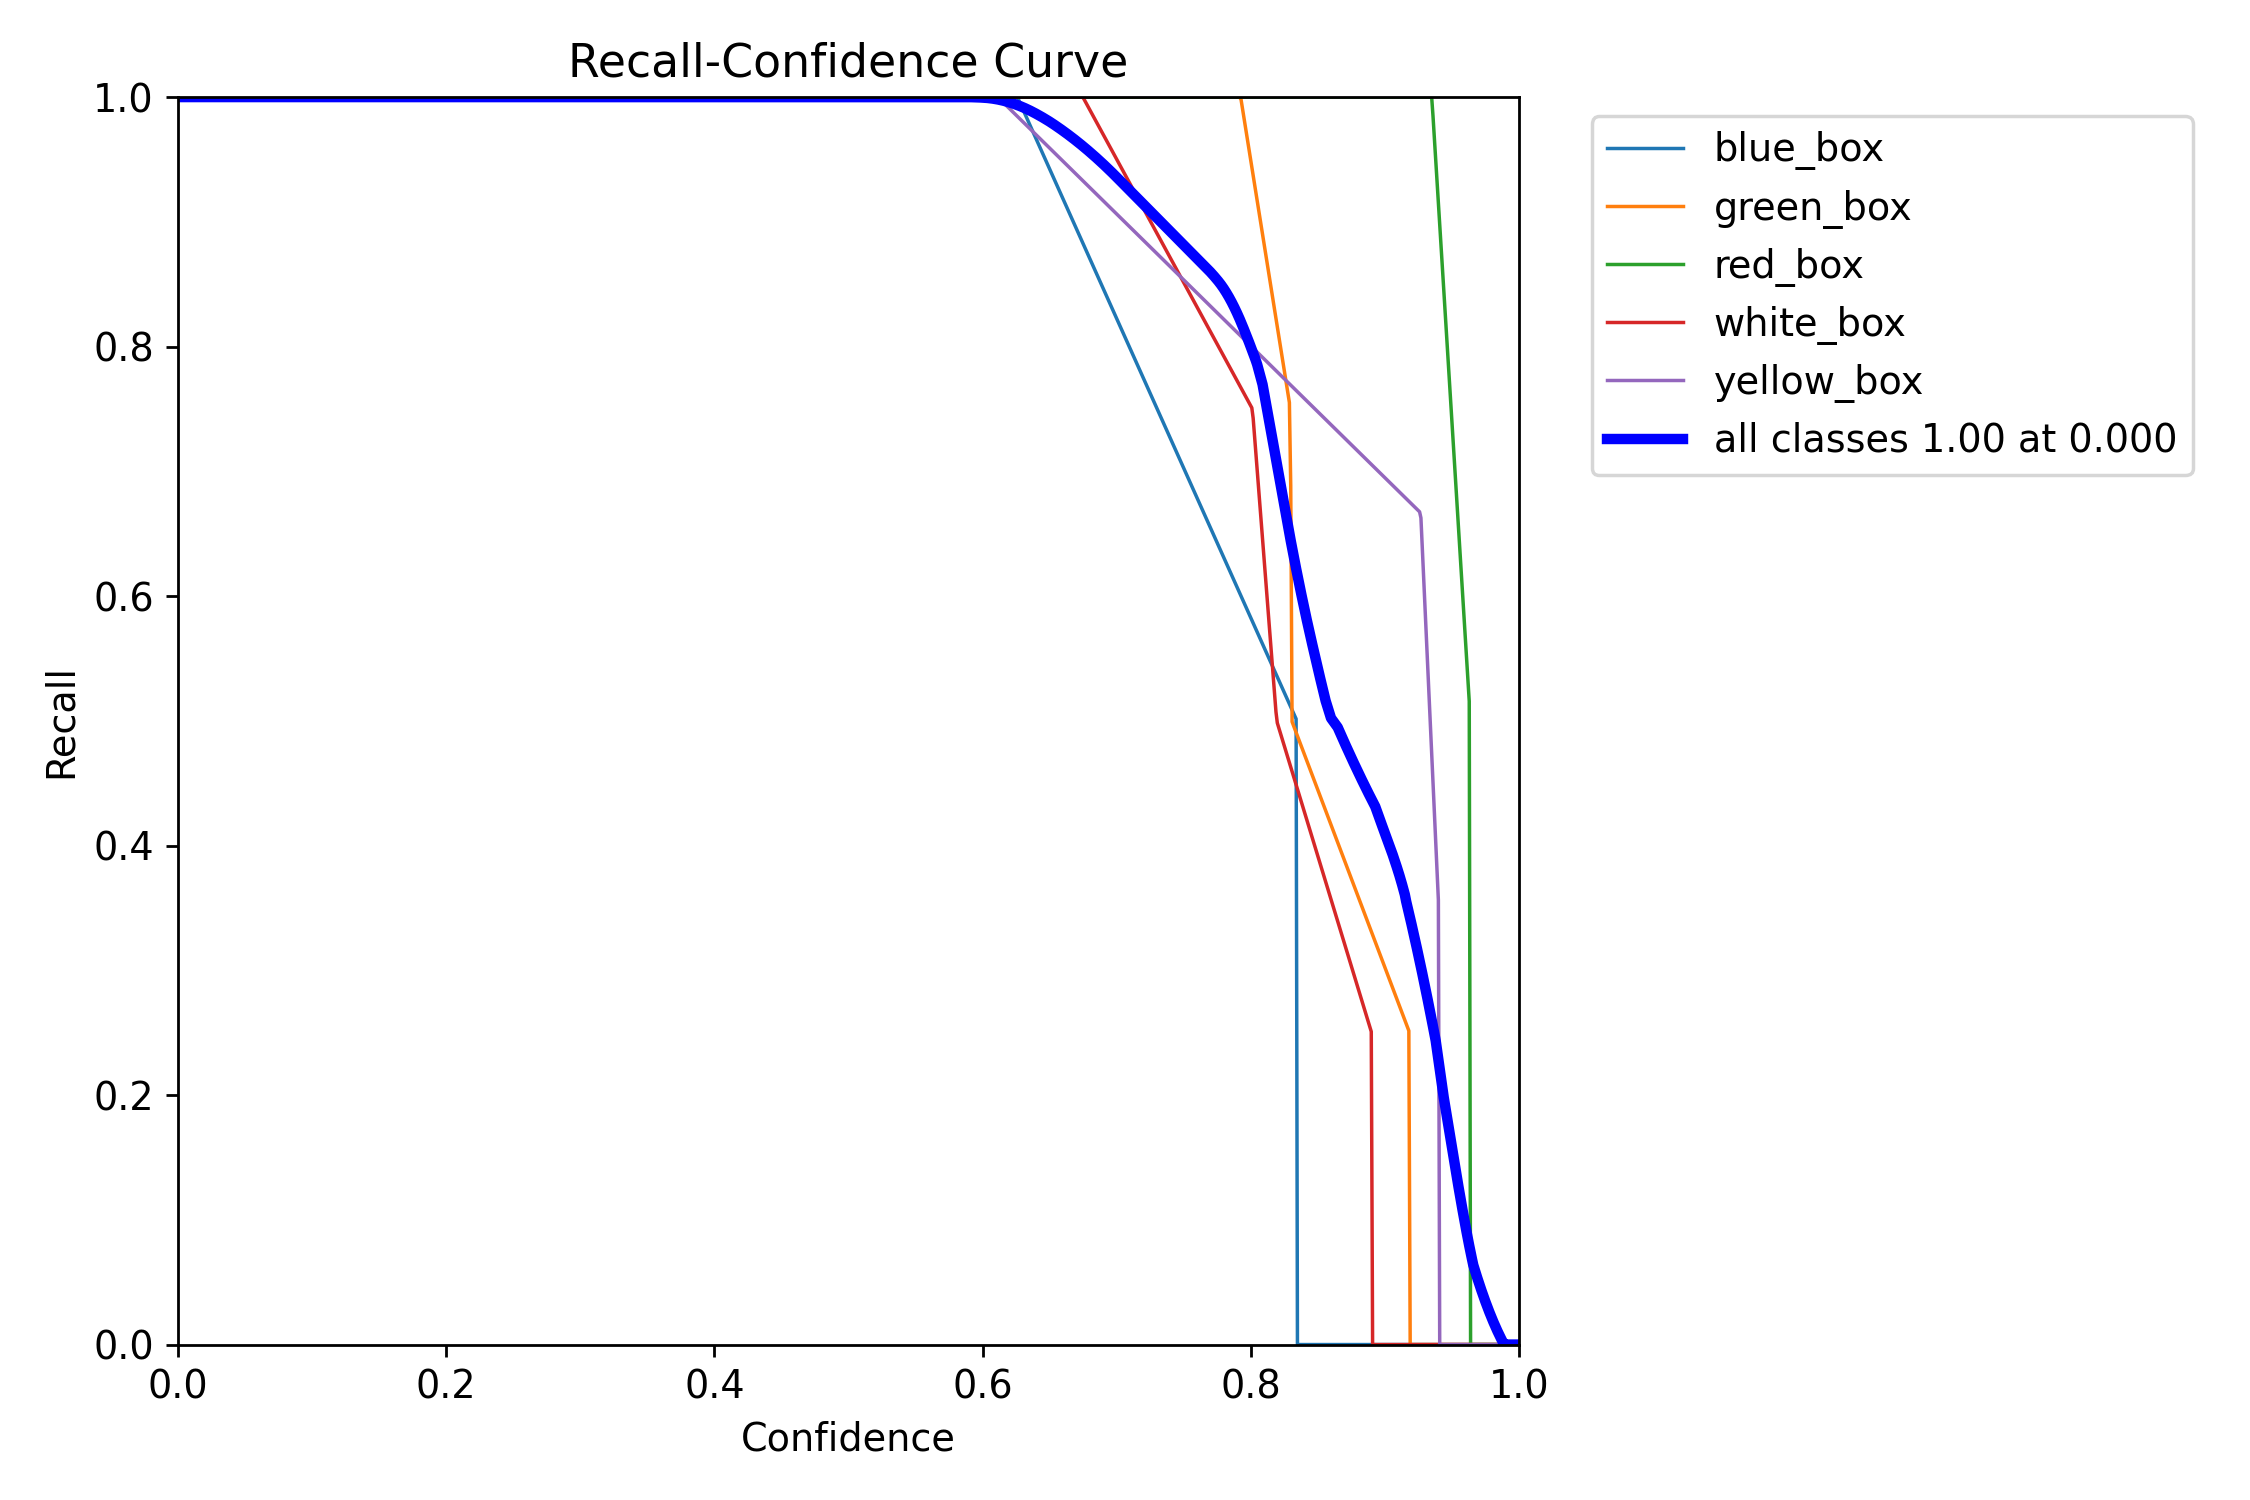 Recall-Confidence Curve
1.0
0.8
0.6
0.4
0.2
0.0
Recall
0.0 0.2 0.4 0.6 0.8 1.0
Confidence
blue_box
green_box
red_box
white_box
yellow_box
all classes 1.00 at 0.000